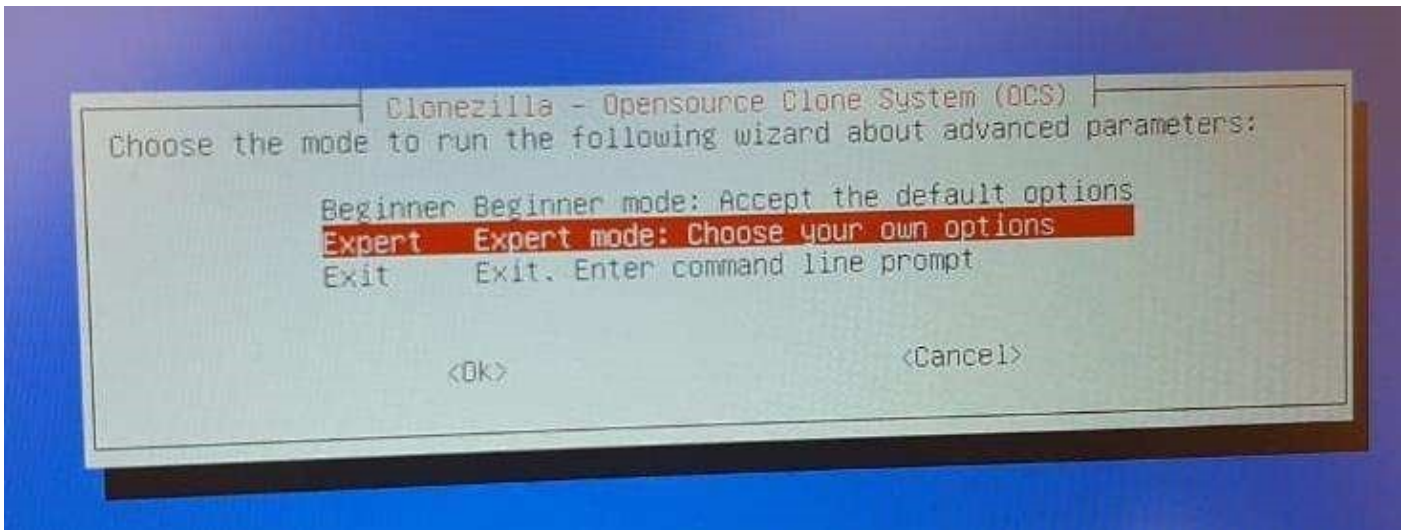 Clonezilla - Opensource Clone System (OCS)
Choose the mode to run the following wizard about advanced parameters:
Beginner Beginner mode: Accept the default options
Expert Expert mode: Choose your own options
Exit Exit. Enter command line prompt
<Ok> <Cancel>